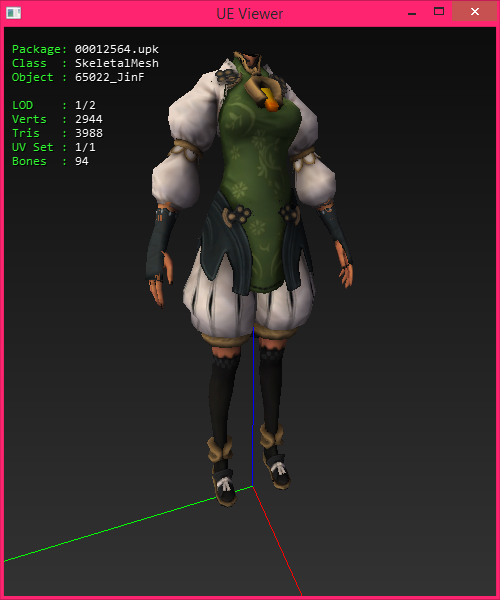 UE Viewer
Package: 00012564.upk
Class  : SkeletalMesh
Object : 65022_JinF
LOD    : 1/2
Verts  : 2944
Tris   : 3988
UV Set : 1/1
Bones  : 94